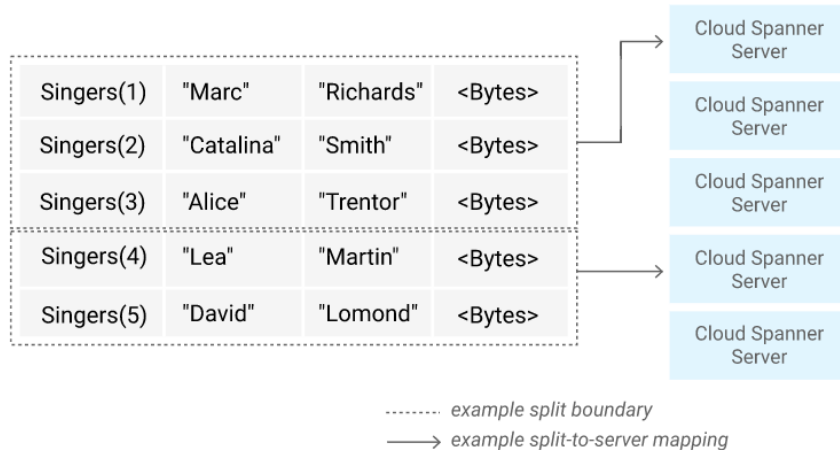 Cloud Spanner
Server
Singers(1) "Marc" "Richards" <Bytes>
Cloud Spanner
Server
Singers(2) "Catalina" "Smith" <Bytes>
Singers(3) "Alice" "Trentor" <Bytes>
Cloud Spanner
Server
Singers(4) "Lea" "Martin" <Bytes>
Cloud Spanner
Server
Singers(5) "David" "Lomond" <Bytes>
Cloud Spanner
Server
example split boundary
example split-to-server mapping